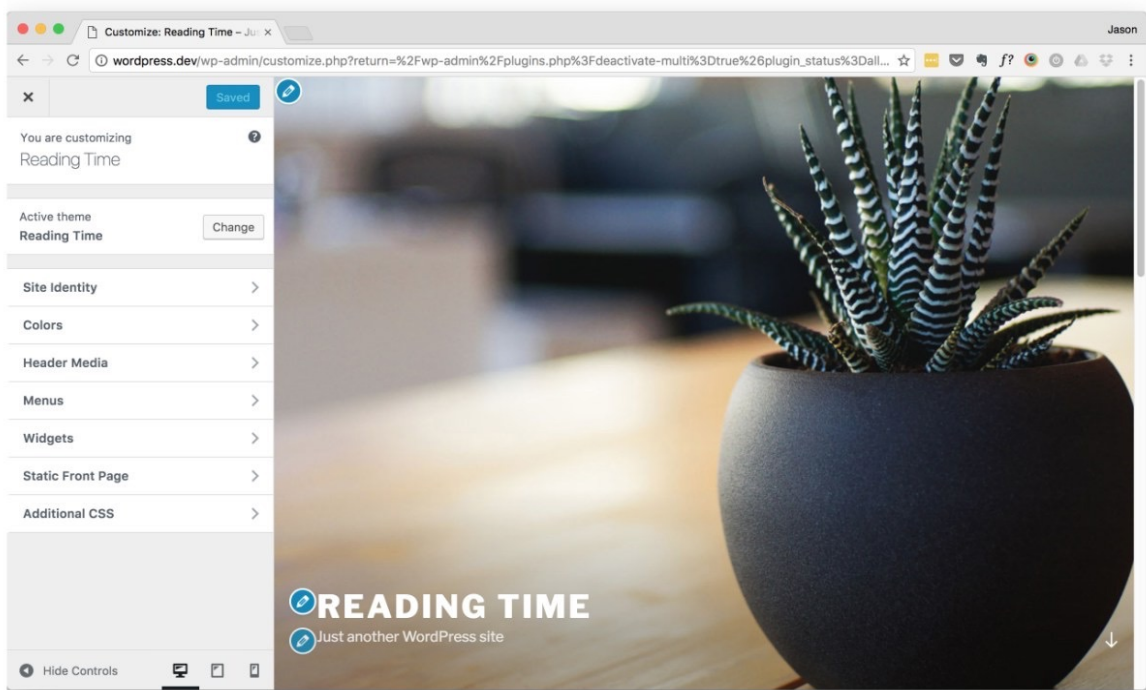 Customize: Reading Time – Ju
Jason
wordpress.dev/wp-admin/customize.php?return=%2Fwp-admin%2Fplugins.php%3Fdeactivate-multi%3Dtrue%26plugin_status%3Dall...
f?
Saved
You are customizing
Reading Time
Active theme
Reading Time
Change
Site Identity
Colors
Header Media
Menus
Widgets
Static Front Page
Additional CSS
READING TIME
Just another WordPress site
Hide Controls